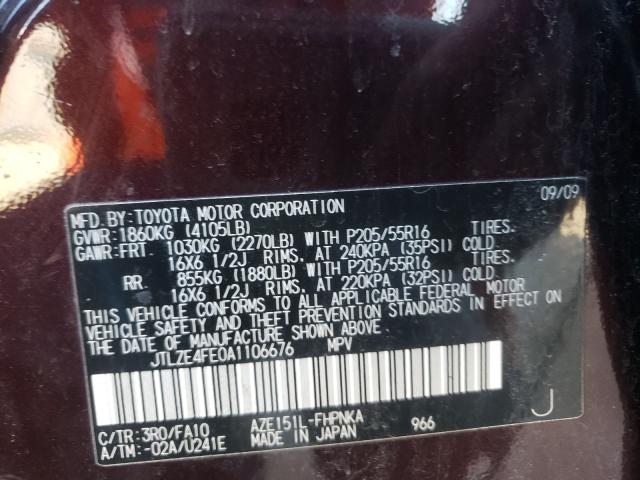 09/09
MFD. BY: TOYOTA MOTOR CORPORATION
GVWR: 1860KG (4105LB)
GAWR: FRT. 1030KG (2270LB) WITH P205/55R16 TIRES.
16X6 1/2J RIMS, AT 240KPA (35PSI) COLD
RR. 855KG (1880LB) WITH P205/55R16 TIRES.
16X6 1/2J RIMS, AT 220KPA (32PSI) COLD
THIS VEHICLE CONFORMS TO ALL APPLICABLE FEDERAL MOTOR
VEHICLE SAFETY AND THEFT PREVENTION STANDARDS IN EFFECT ON
THE DATE OF MANUFACTURE SHOWN ABOVE.
JTLZE4FE0A1106676 MPV
C/TR: 3R0/FA10 AZE151L-FHPNKA
A/TM: -02A/U241E MADE IN JAPAN 966 J